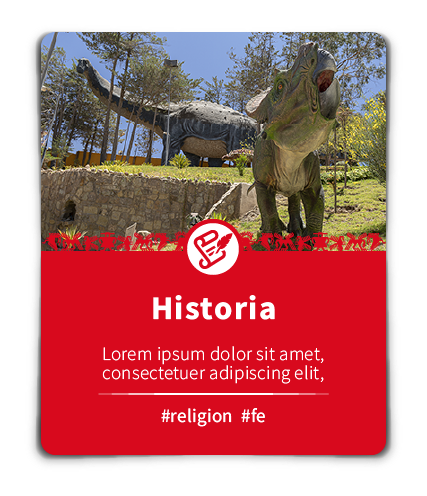 Historia
Lorem ipsum dolor sit amet,
consectetuer adipiscing elit,
#religion #fe